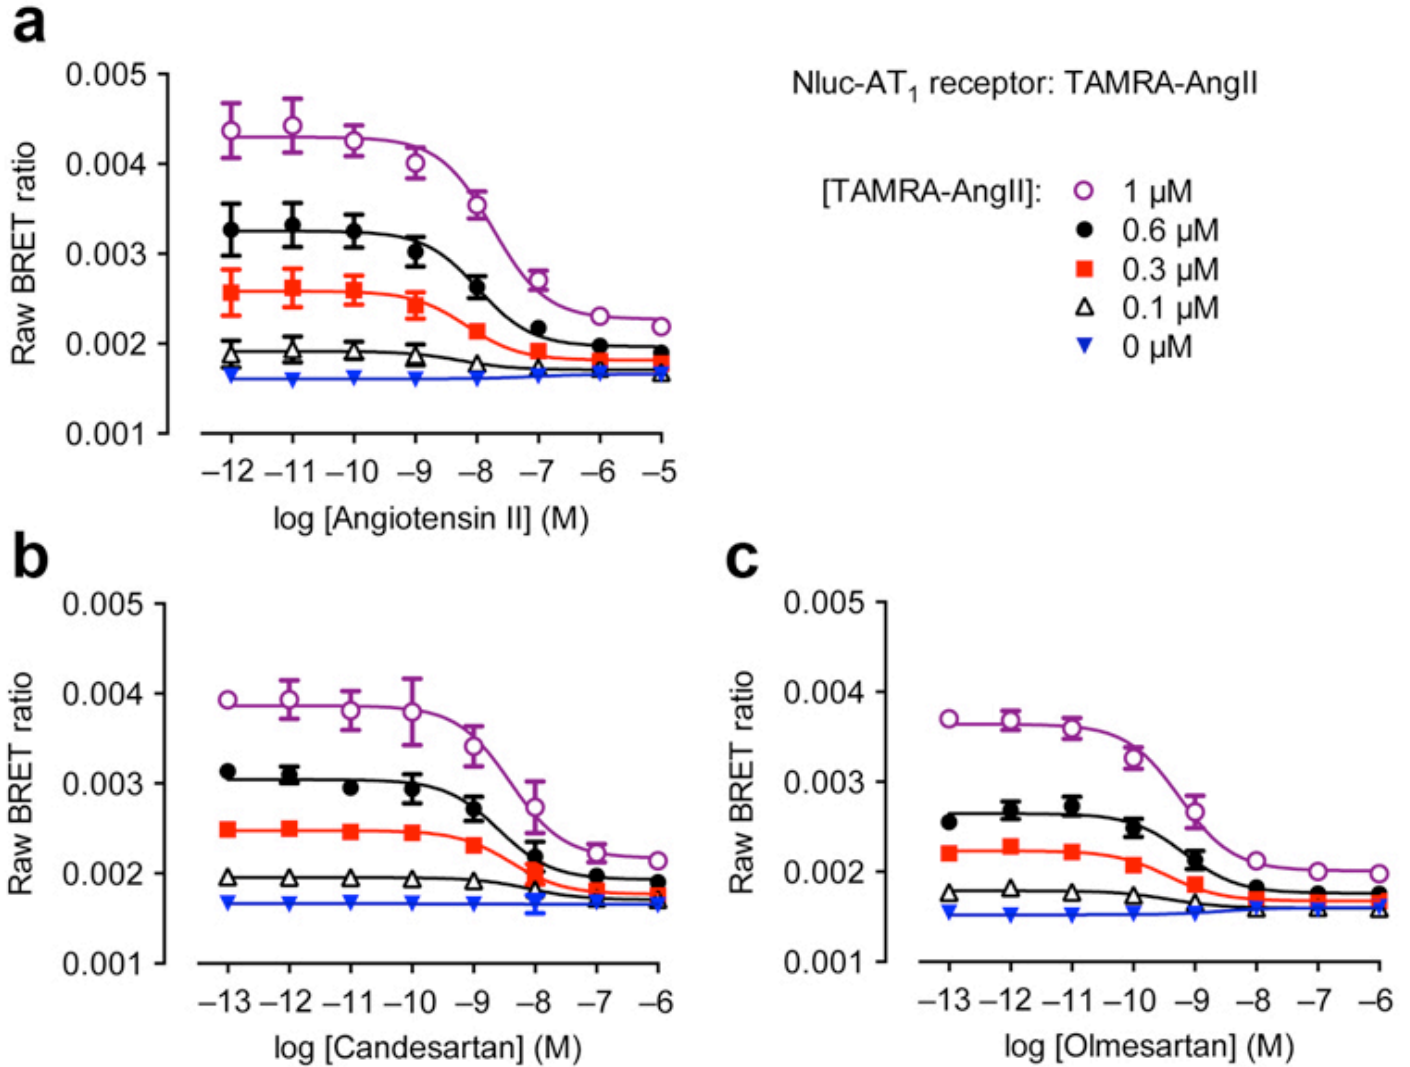 a
Nluc-AT1 receptor: TAMRA-AngII
[TAMRA-AngII]:
1 µM
0.6 µM
0.3 µM
0.1 µM
0 µM
Raw BRET ratio
0.005
0.004
0.003
0.002
0.001
–12 –11 –10 –9 –8 –7 –6 –5
log [Angiotensin II] (M)
b
Raw BRET ratio
0.005
0.004
0.003
0.002
0.001
–13 –12 –11 –10 –9 –8 –7 –6
log [Candesartan] (M)
c
Raw BRET ratio
0.005
0.004
0.003
0.002
0.001
–13 –12 –11 –10 –9 –8 –7 –6
log [Olmesartan] (M)